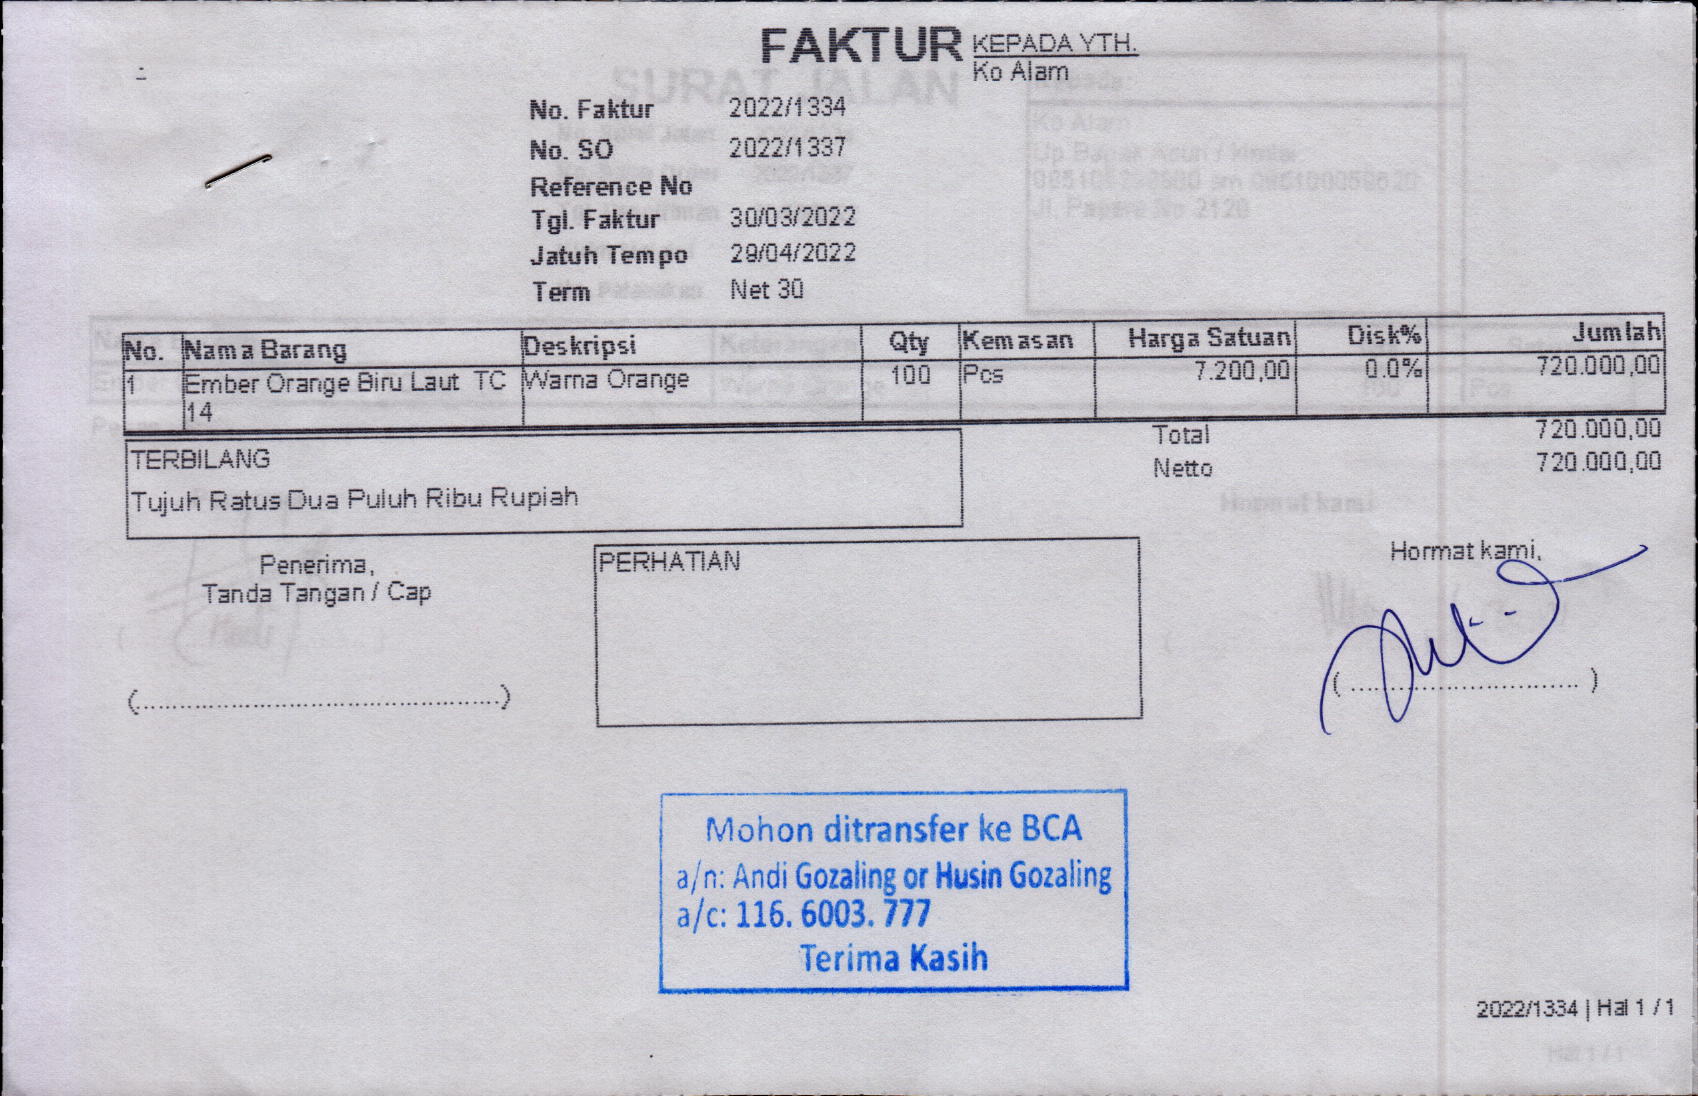 FAKTUR
KEPADA YTH.
Ko Alam
No. Faktur 2022/1334
No. SO 2022/1337
Reference No
Tgl. Faktur 30/03/2022
Jatuh Tempo 29/04/2022
Term Net 30
No. Nama Barang Deskripsi Qty Kemasan Harga Satuan Disk% Jumlah
1 Ember Orange Biru Laut TC Warna Orange 100 Pcs 7.200,00 0.0% 720.000,00
14
Total 720.000,00
Netto 720.000,00
TERBILANG
Tujuh Ratus Dua Puluh Ribu Rupiah
Penerima,
Tanda Tangan / Cap
(................................................)
PERHATIAN
Hormat kami,
( ............................ )
Mohon ditransfer ke BCA
a/n: Andi Gozaling or Husin Gozaling
a/c: 116. 6003. 777
Terima Kasih
2022/1334 | Hal 1 / 1